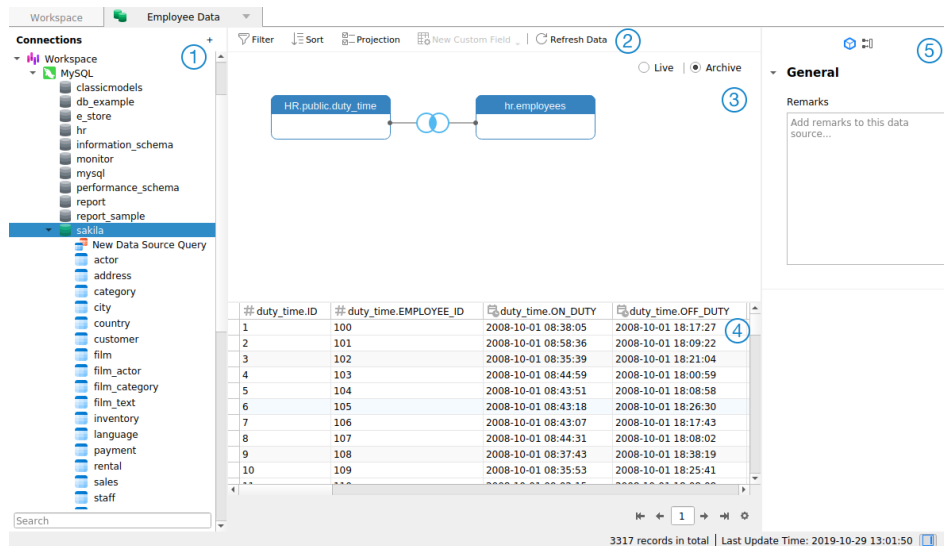 Workspace
Employee Data
Connections +
1
Workspace
MySQL
classicmodels
db_example
e_store
hr
information_schema
monitor
mysql
performance_schema
report
report_sample
sakila
New Data Source Query
actor
address
category
city
country
customer
film
film_actor
film_category
film_text
inventory
language
payment
rental
sales
staff
Search
Filter Sort Projection New Custom Field Refresh Data 2
Live Archive
3
HR.public.duty_time hr.employees
# duty_time.ID # duty_time.EMPLOYEE_ID duty_time.ON_DUTY duty_time.OFF_DUTY
4
1 100 2008-10-01 08:38:05 2008-10-01 18:17:27
2 101 2008-10-01 08:58:36 2008-10-01 18:09:22
3 102 2008-10-01 08:35:39 2008-10-01 18:21:04
4 103 2008-10-01 08:44:59 2008-10-01 18:00:59
5 104 2008-10-01 08:43:51 2008-10-01 18:08:58
6 105 2008-10-01 08:43:18 2008-10-01 18:26:30
7 106 2008-10-01 08:43:07 2008-10-01 18:17:43
8 107 2008-10-01 08:44:31 2008-10-01 18:08:02
9 108 2008-10-01 08:37:43 2008-10-01 18:38:19
10 109 2008-10-01 08:35:53 2008-10-01 18:25:41
1
3317 records in total | Last Update Time: 2019-10-29 13:01:50
5
General
Remarks
Add remarks to this data
source...